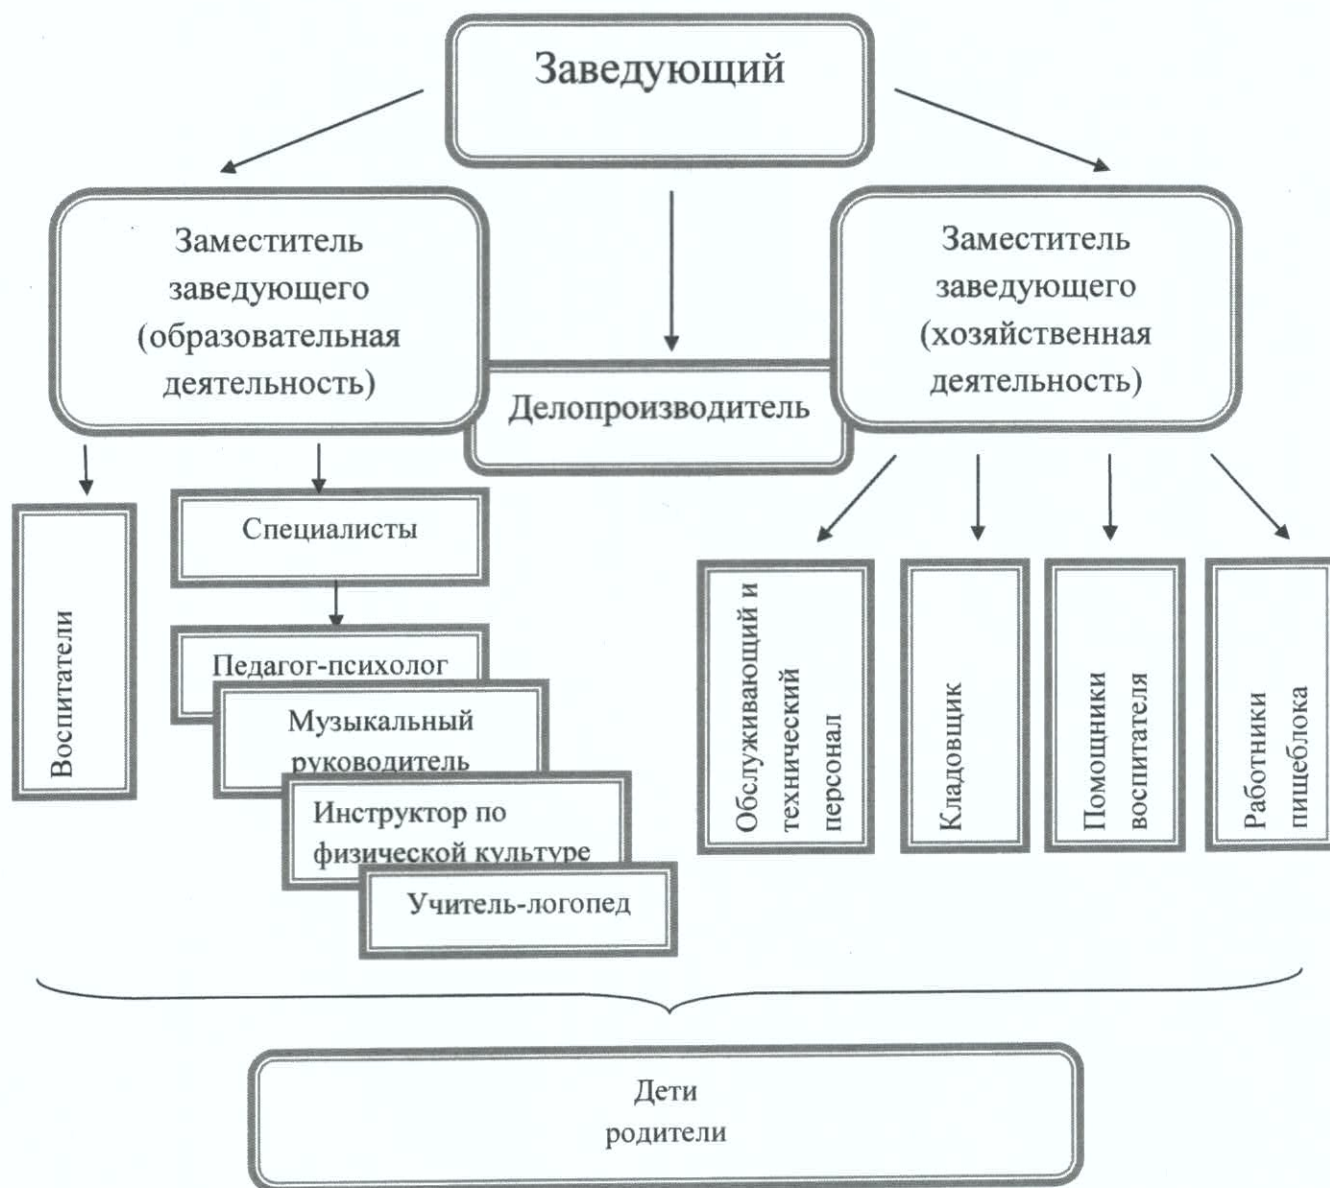 Заведующий
Заместитель
заведующего
(образовательная
деятельность)
Заместитель
заведующего
(хозяйственная
деятельность)
Делопроизводитель
Воспитатели
Специалисты
Педагог-психолог
Музыкальный
руководитель
Инструктор по
физической культуре
Учитель-логопед
Обслуживающий и
технический
персонал
Кладовщик
Помощники
воспитателя
Работники
пищеблока
Дети
родители